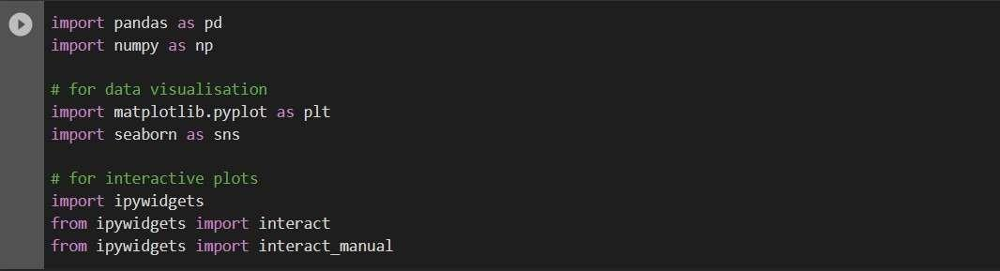 import pandas as pd
import numpy as np
# for data visualisation
import matplotlib.pyplot as plt
import seaborn as sns
# for interactive plots
import ipywidgets
from ipywidgets import interact
from ipywidgets import interact_manual